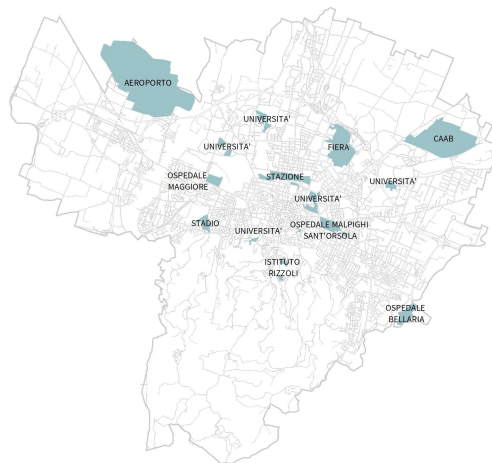 AEROPORTO
UNIVERSITA'
UNIVERSITA'
FIERA
CAAB
OSPEDALE
MAGGIORE
STAZIONE
UNIVERSITA'
UNIVERSITA'
STADIO
UNIVERSITA'
OSPEDALE MALPIGHI
SANT'ORSOLA
ISTITUTO
RIZZOLI
OSPEDALE
BELLARIA